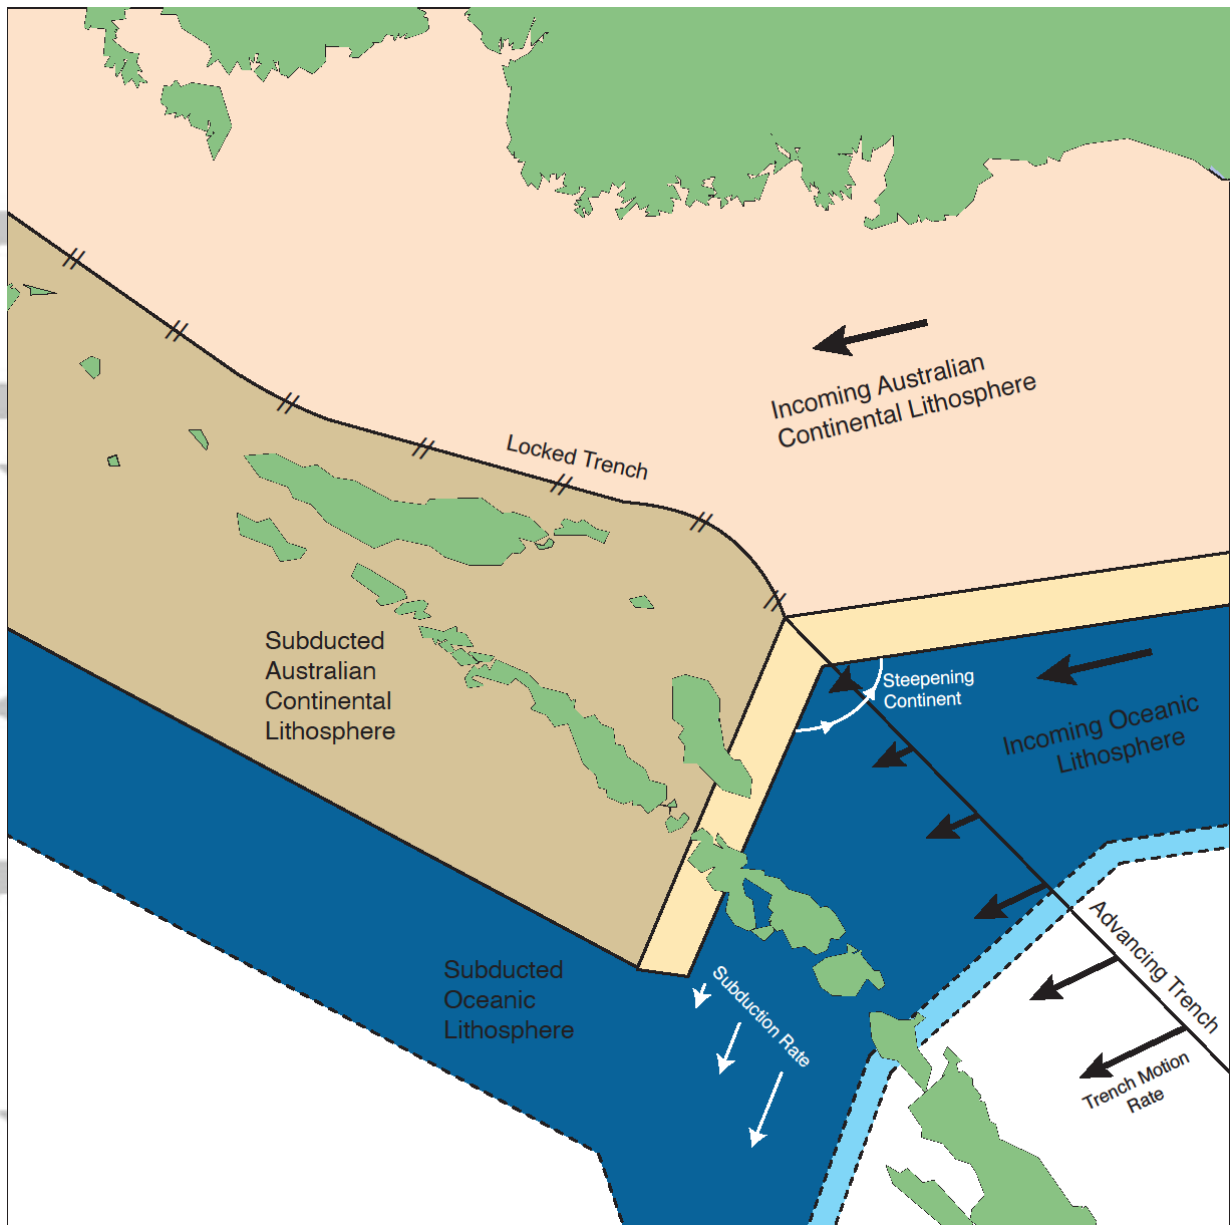 Incoming Australian
Continental Lithosphere
Locked Trench
Subducted
Australian
Continental
Lithosphere
Steepening
Continent
Incoming Oceanic
Lithosphere
Advancing Trench
Subducted
Oceanic
Lithosphere
Subduction Rate
Trench Motion
Rate